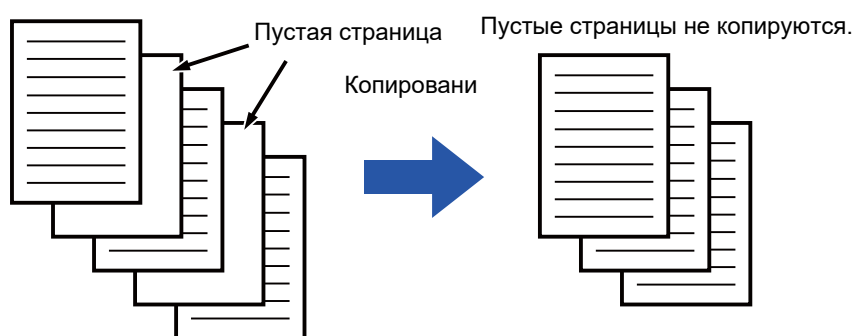 Пустая страница
Пустые страницы не копируются.
Копировани